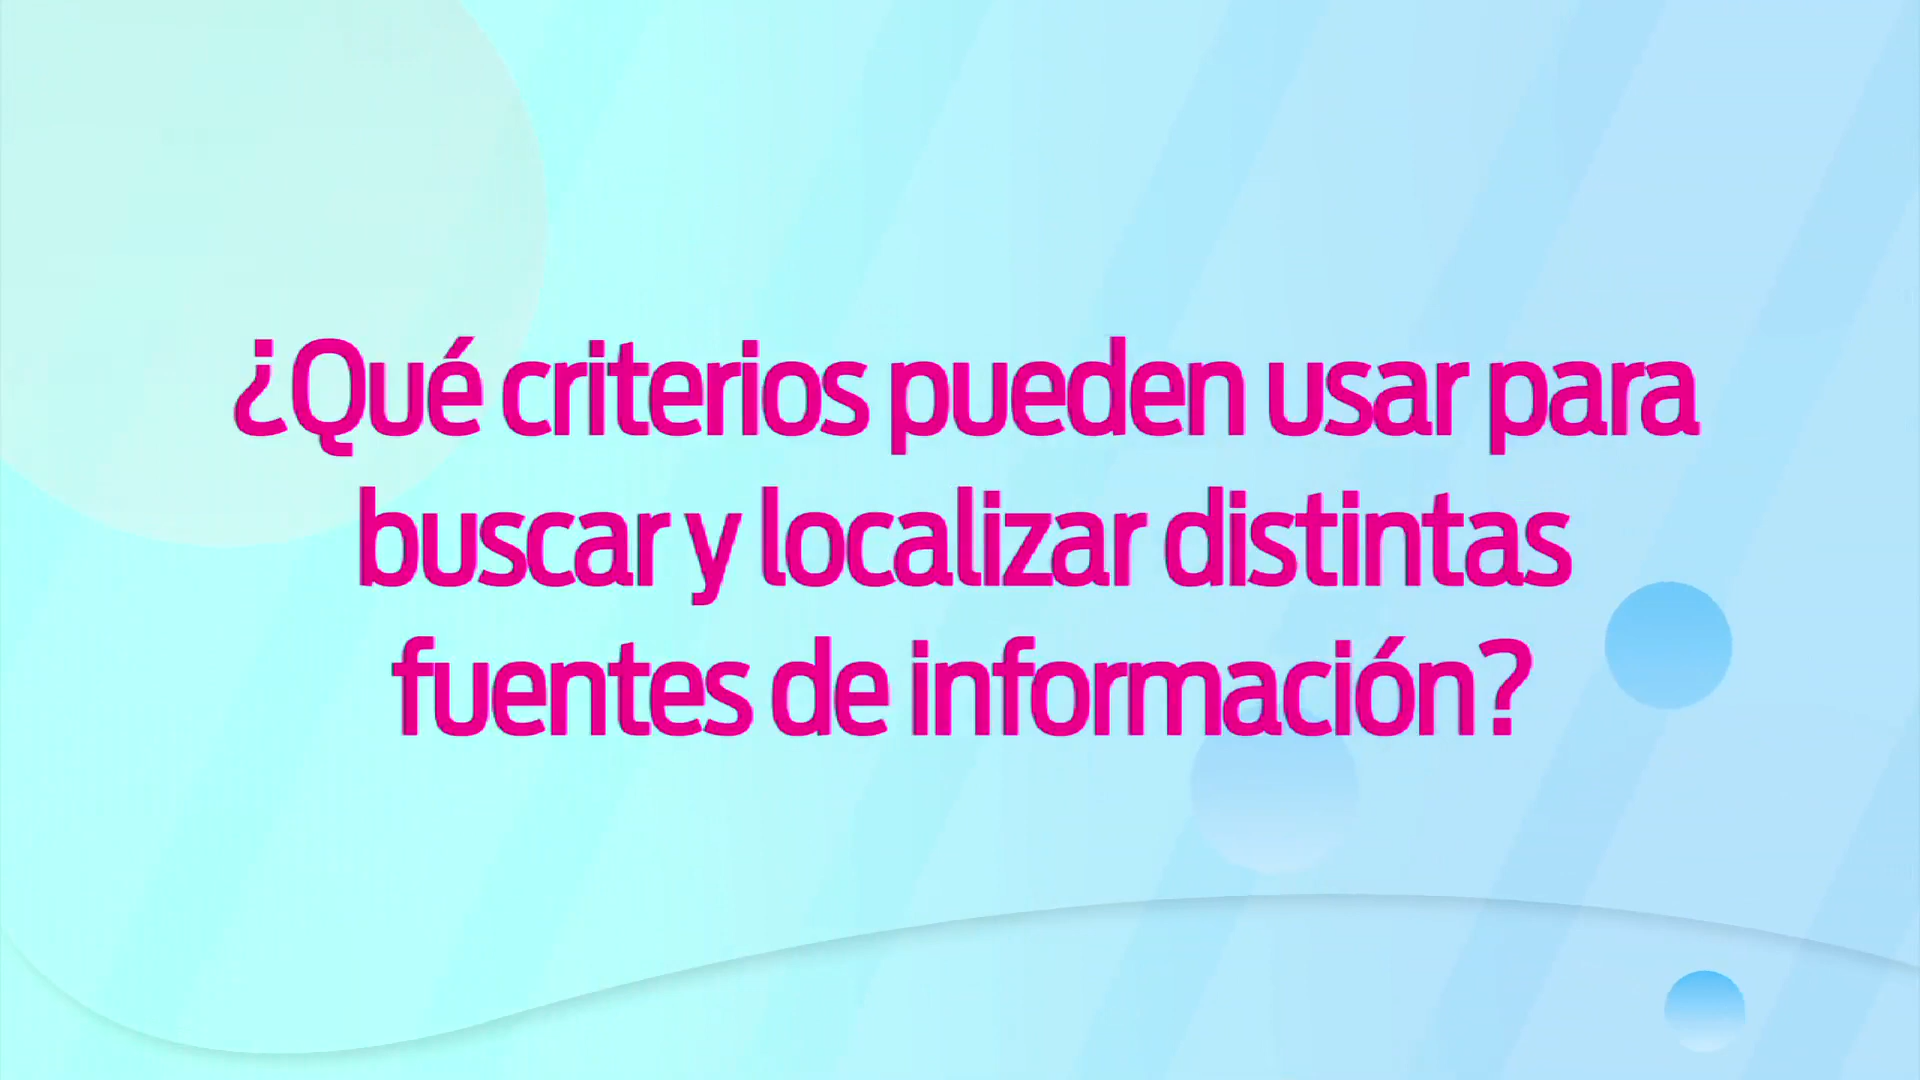 ¿Qué criterios pueden usar para
buscar y localizar distintas
fuentes de información?